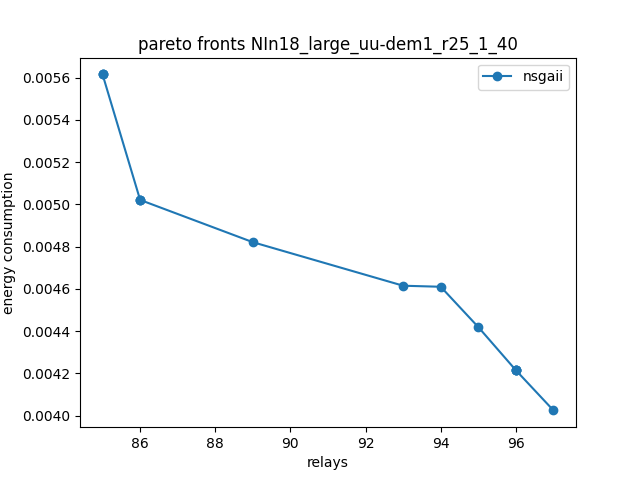 pareto fronts NIn18_large_uu-dem1_r25_1_40
nsgaii
energy consumption
0.0056
0.0054
0.0052
0.0050
0.0048
0.0046
0.0044
0.0042
0.0040
86 88 90 92 94 96
relays